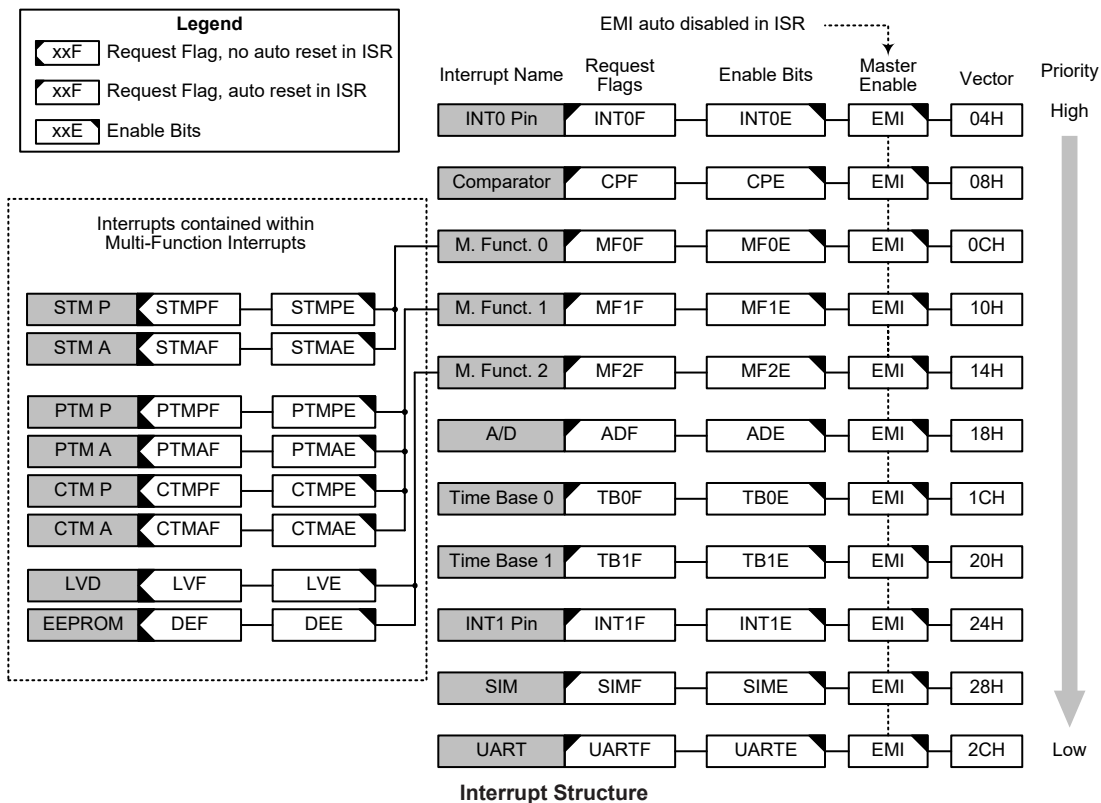 Legend
xxF Request Flag, no auto reset in ISR
xxF Request Flag, auto reset in ISR
xxE Enable Bits
EMI auto disabled in ISR
Interrupt Name Request Flags Enable Bits Master Enable Vector Priority
High
INT0 Pin INT0F INT0E EMI 04H
Comparator CPF CPE EMI 08H
M. Funct. 0 MF0F MF0E EMI 0CH
M. Funct. 1 MF1F MF1E EMI 10H
M. Funct. 2 MF2F MF2E EMI 14H
A/D ADF ADE EMI 18H
Time Base 0 TB0F TB0E EMI 1CH
Time Base 1 TB1F TB1E EMI 20H
INT1 Pin INT1F INT1E EMI 24H
SIM SIMF SIME EMI 28H
UART UARTF UARTE EMI 2CH
Low
Interrupts contained within
Multi-Function Interrupts
STM P STMPF STMPE
STM A STMAF STMAE
PTM P PTMPF PTMPE
PTM A PTMAF PTMAE
CTM P CTMPF CTMPE
CTM A CTMAF CTMAE
LVD LVF LVE
EEPROM DEF DEE
Interrupt Structure